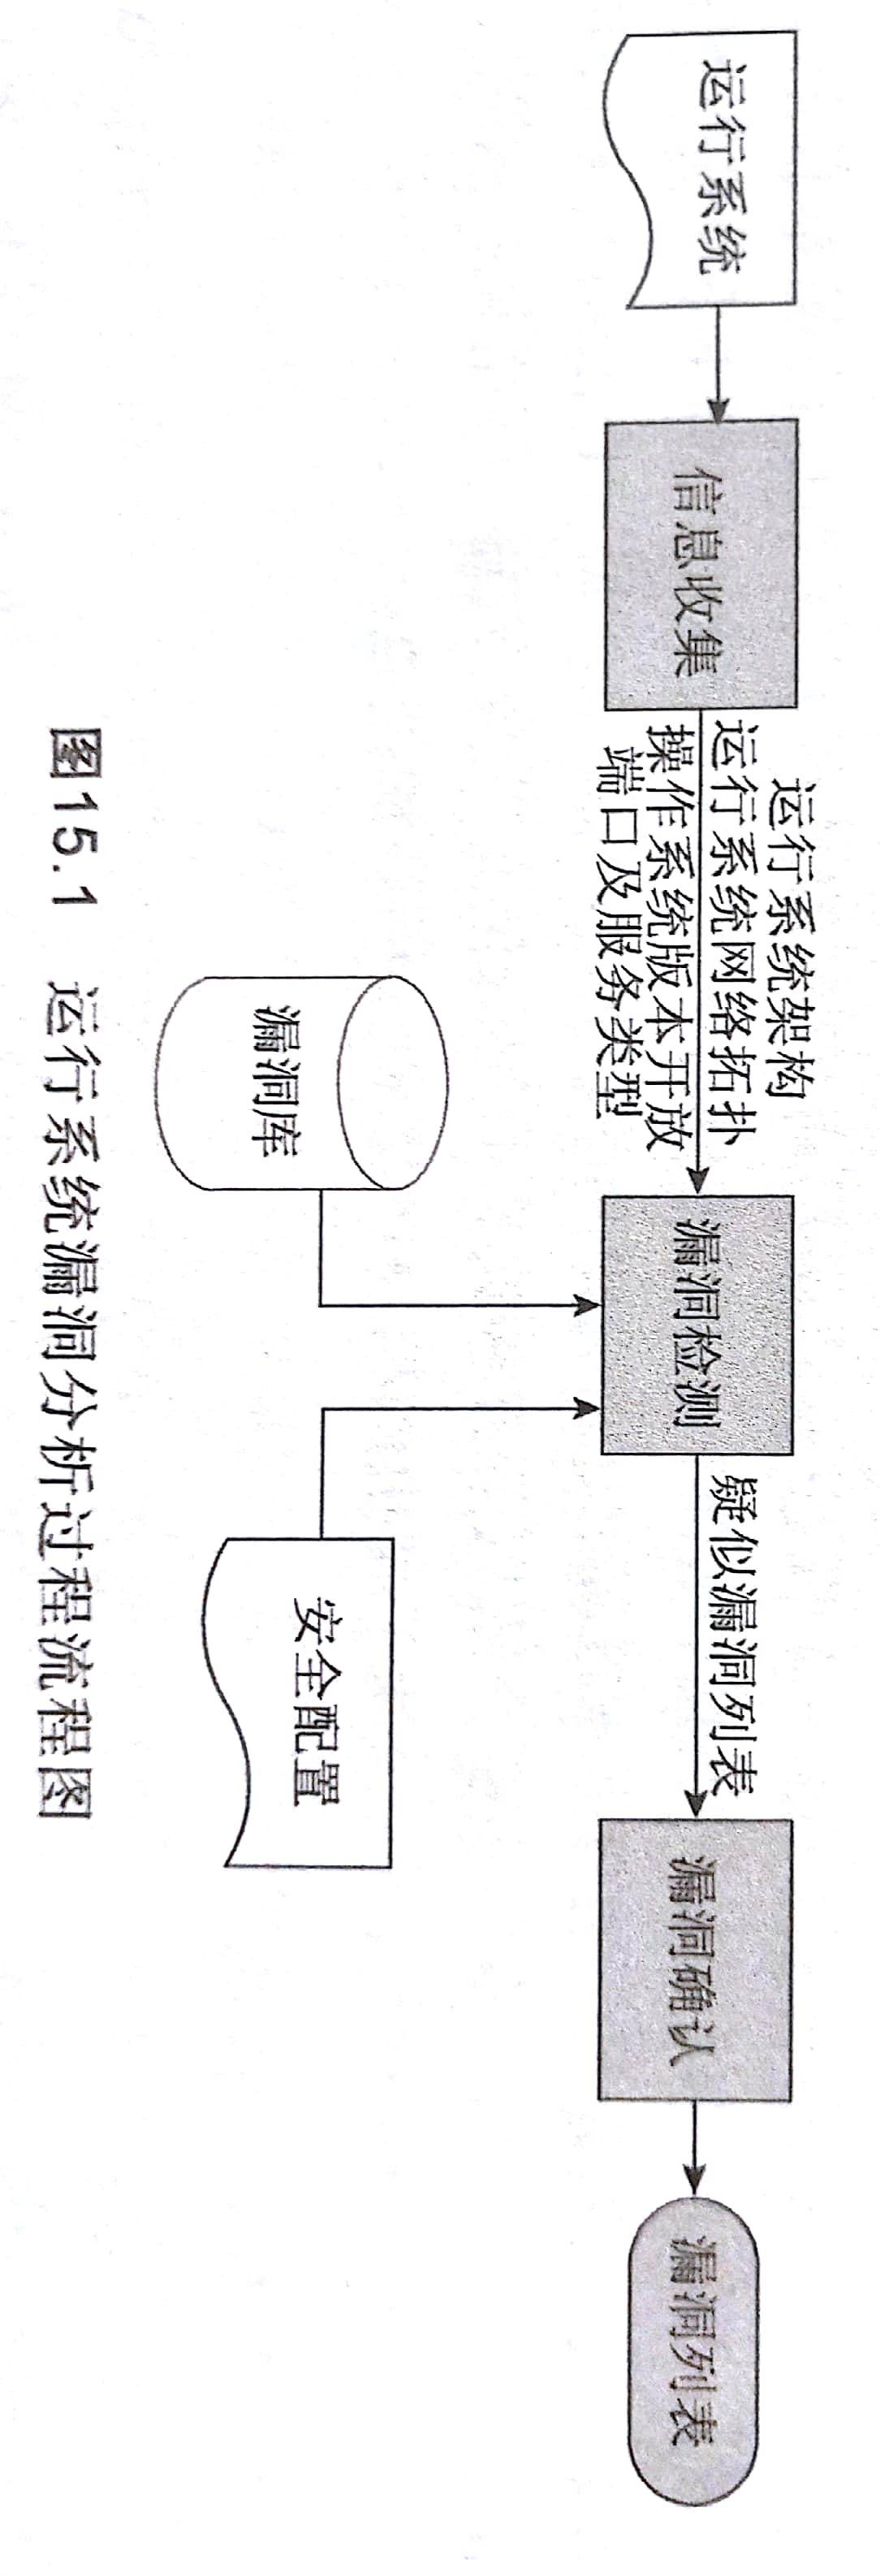 运行系统
信息收集
运行系统架构
运行系统网络拓扑
操作系统版本开放
端口及服务类型
漏洞检测
疑似漏洞列表
漏洞确认
漏洞列表
漏洞库
安全配置
图15.1 运行系统漏洞分析过程流程图